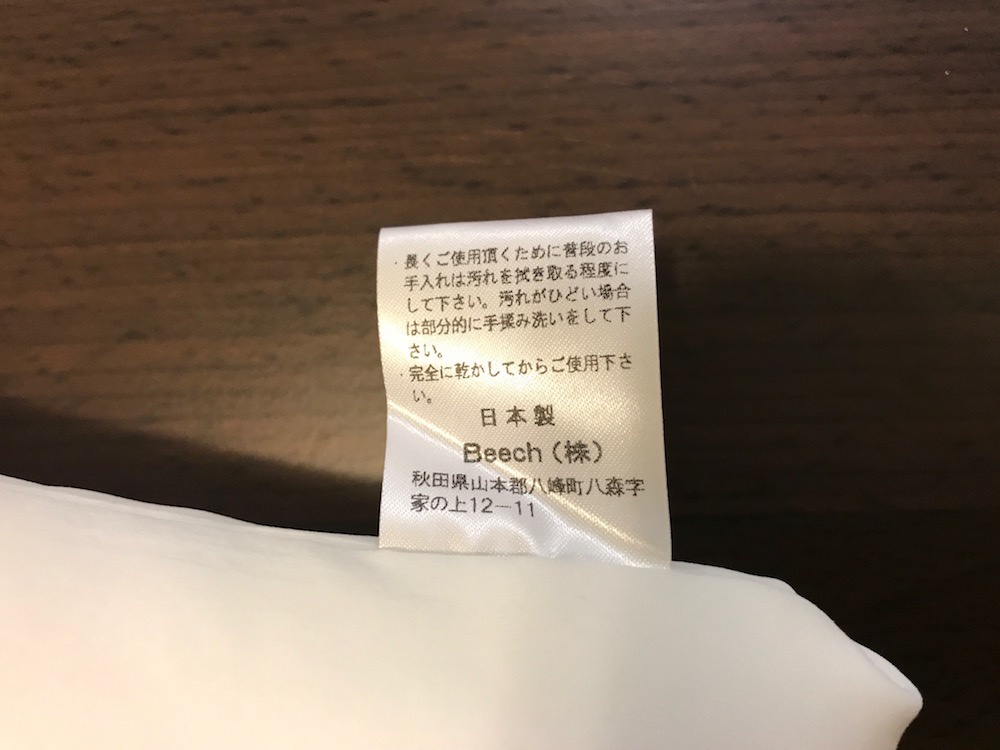 ・長くご使用頂くために普段のお
手入れは汚れを拭き取る程度に
して下さい。汚れがひどい場合
は部分的に手揉み洗いをして下
さい。
・完全に乾かしてからご使用下さ
い。
日本製
Beech（株）
秋田県山本郡八峰町八森字
家の上12－11